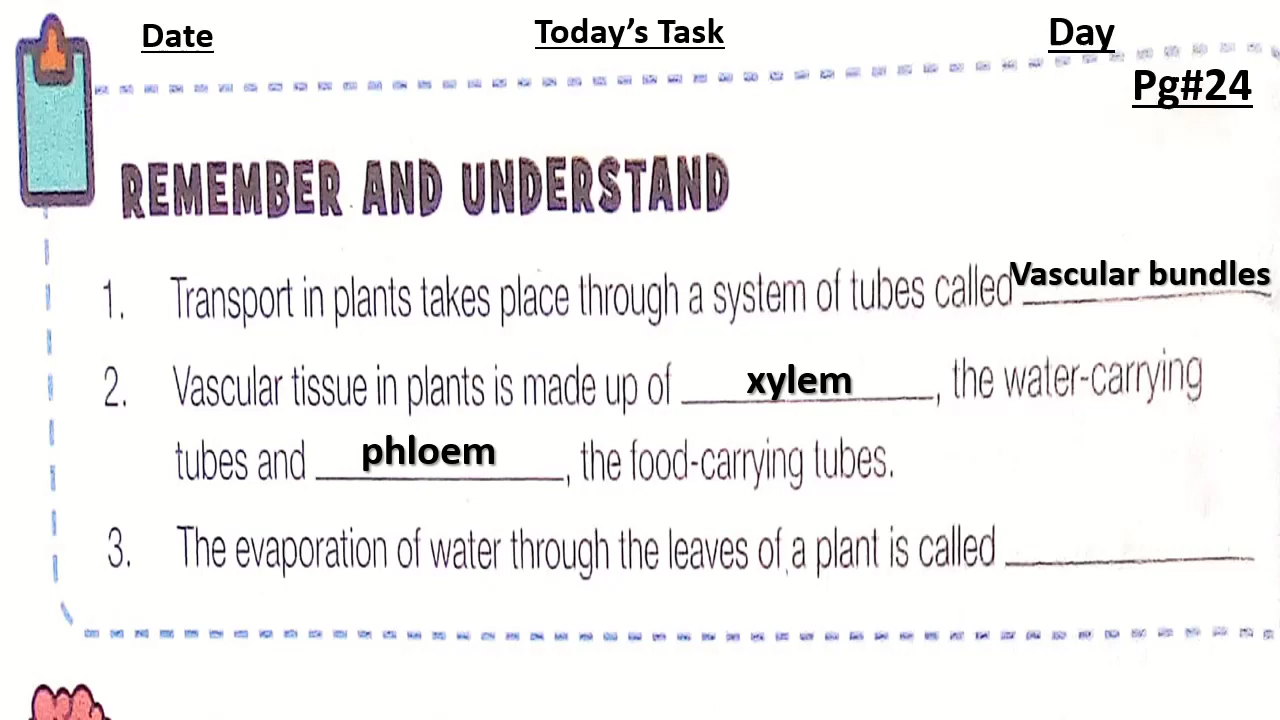 Date Today's Task Day
Pg#24
REMEMBER AND UNDERSTAND
1. Transport in plants takes place through a system of tubes called Vascular bundles
2. Vascular tissue in plants is made up of xylem, the water-carrying
tubes and phloem, the food-carrying tubes.
3. The evaporation of water through the leaves of a plant is called